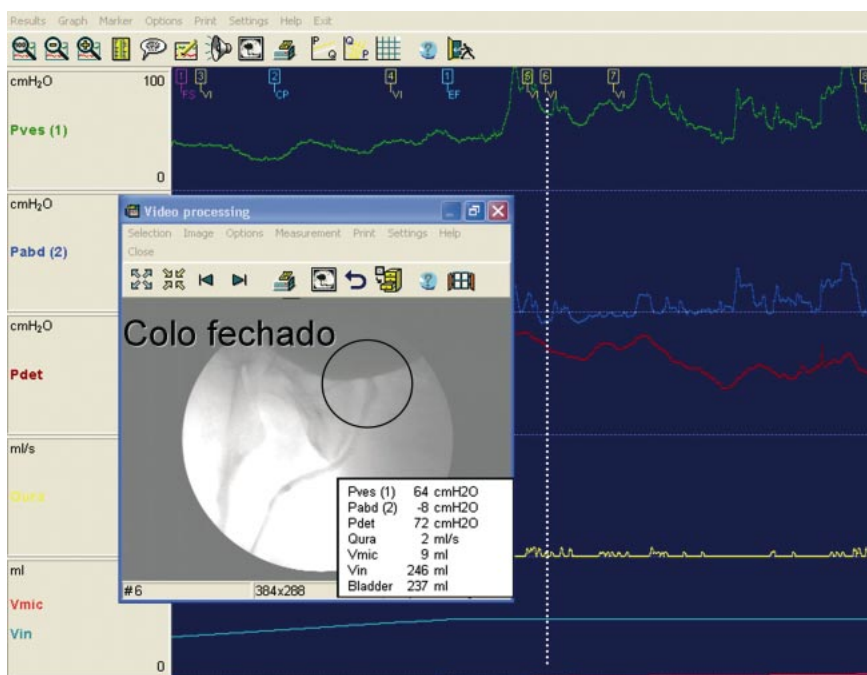 Results Graph Marker Options Print Settings Help Exit
100
P
Q
Q
P
cmH₂O 100
Pves (1)
0
1 3 2 4 1 5 6 7 8
FS VI CP VI EF VI VI VI
cmH₂O
Pabd (2)
cmH₂O
Pdet
ml/s
Qura
ml
Vmic
Vin
0
Video processing
Selection Image Options Measurement Print Settings Help
Close
Colo fechado
Pves (1) 64 cmH2O
Pabd (2) -8 cmH2O
Pdet 72 cmH2O
Qura 2 ml/s
Vmic 9 ml
Vin 246 ml
Bladder 237 ml
#6 384x288